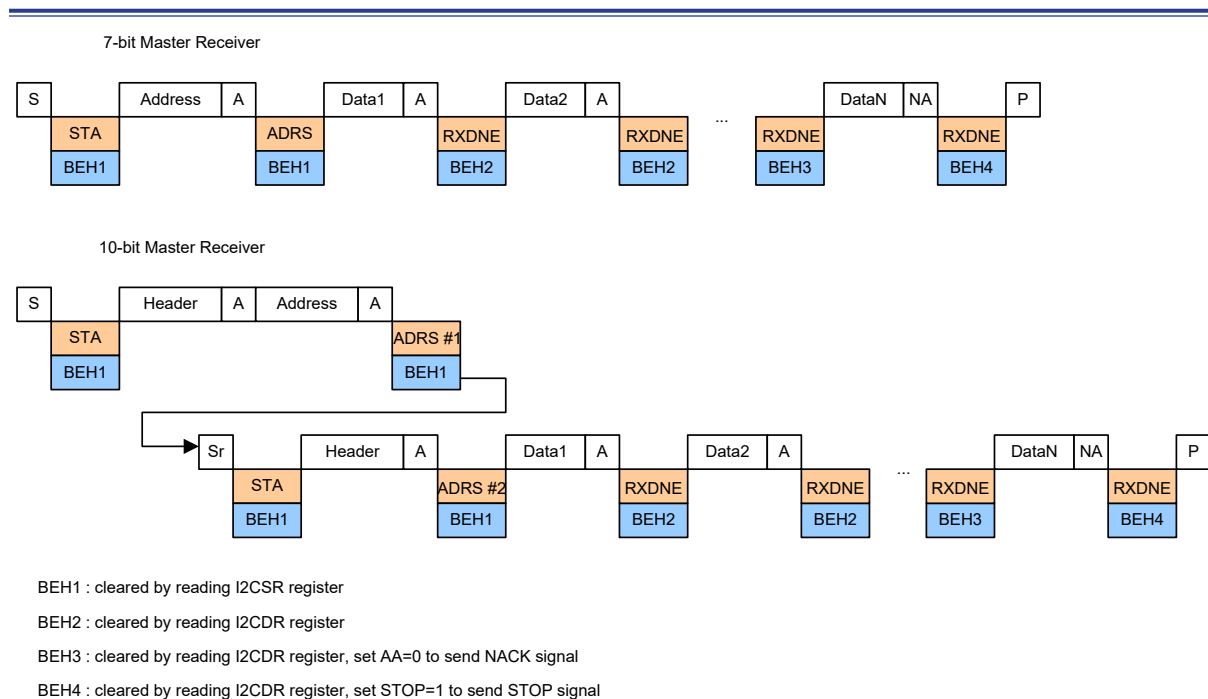 7-bit Master Receiver
S Address A Data1 A Data2 A ... DataN NA P
STA ADRS RXDNE RXDNE RXDNE RXDNE
BEH1 BEH1 BEH2 BEH2 BEH3 BEH4
10-bit Master Receiver
S Header A Address A
STA ADRS #1
BEH1 BEH1
Sr Header A Data1 A Data2 A ... DataN NA P
STA ADRS #2 RXDNE RXDNE RXDNE RXDNE
BEH1 BEH1 BEH2 BEH2 BEH3 BEH4
BEH1 : cleared by reading I2CSR register
BEH2 : cleared by reading I2CDR register
BEH3 : cleared by reading I2CDR register, set AA=0 to send NACK signal
BEH4 : cleared by reading I2CDR register, set STOP=1 to send STOP signal